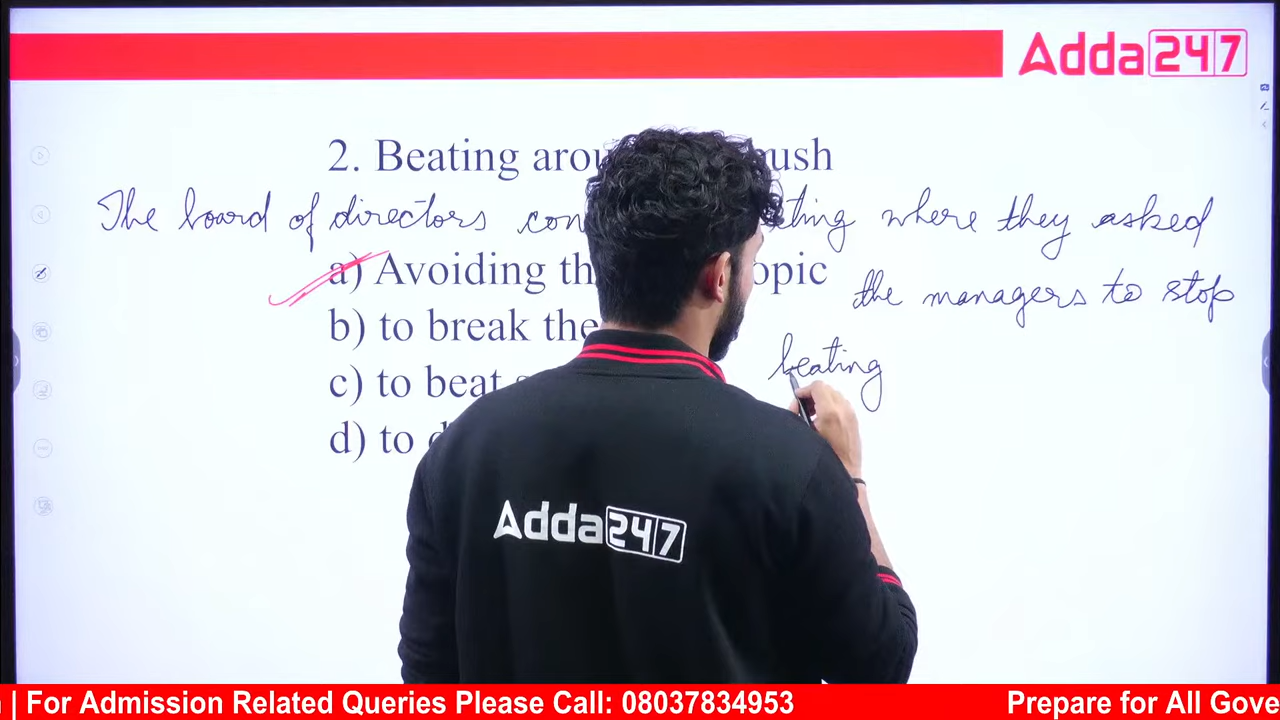 Adda247
2. Beating arou ush
The board of directors con ting where they asked
a) Avoiding th opic
the managers to stop
b) to break the
beating
c) to beat
d) to
Adda247
| For Admission Related Queries Please Call: 08037834953
Prepare for All Gove